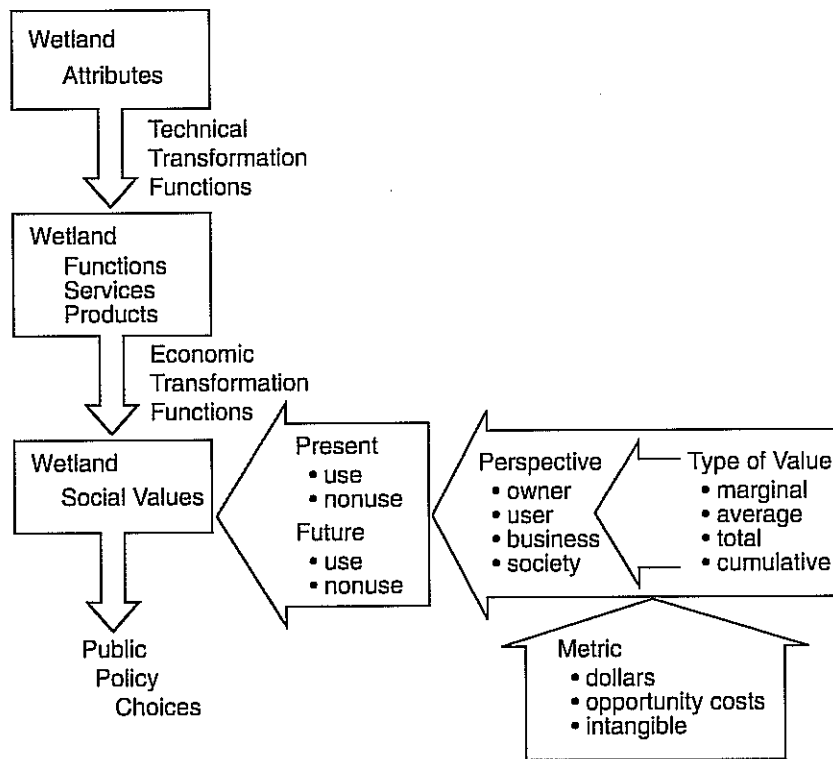 Wetland
Attributes
Technical
Transformation
Functions
Wetland
Functions
Services
Products
Economic
Transformation
Functions
Wetland
Social Values
Public
Policy
Choices
Present
• use
• nonuse
Future
• use
• nonuse
Perspective
• owner
• user
• business
• society
Type of Value
• marginal
• average
• total
• cumulative
Metric
• dollars
• opportunity costs
• intangible